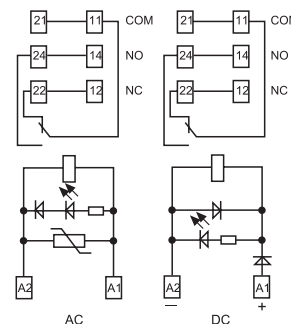 21 11 COM 21 11 COM
24 14 NO 24 14 NO
22 12 NC 22 12 NC
A2 A1 A2 A1
− +
AC DC